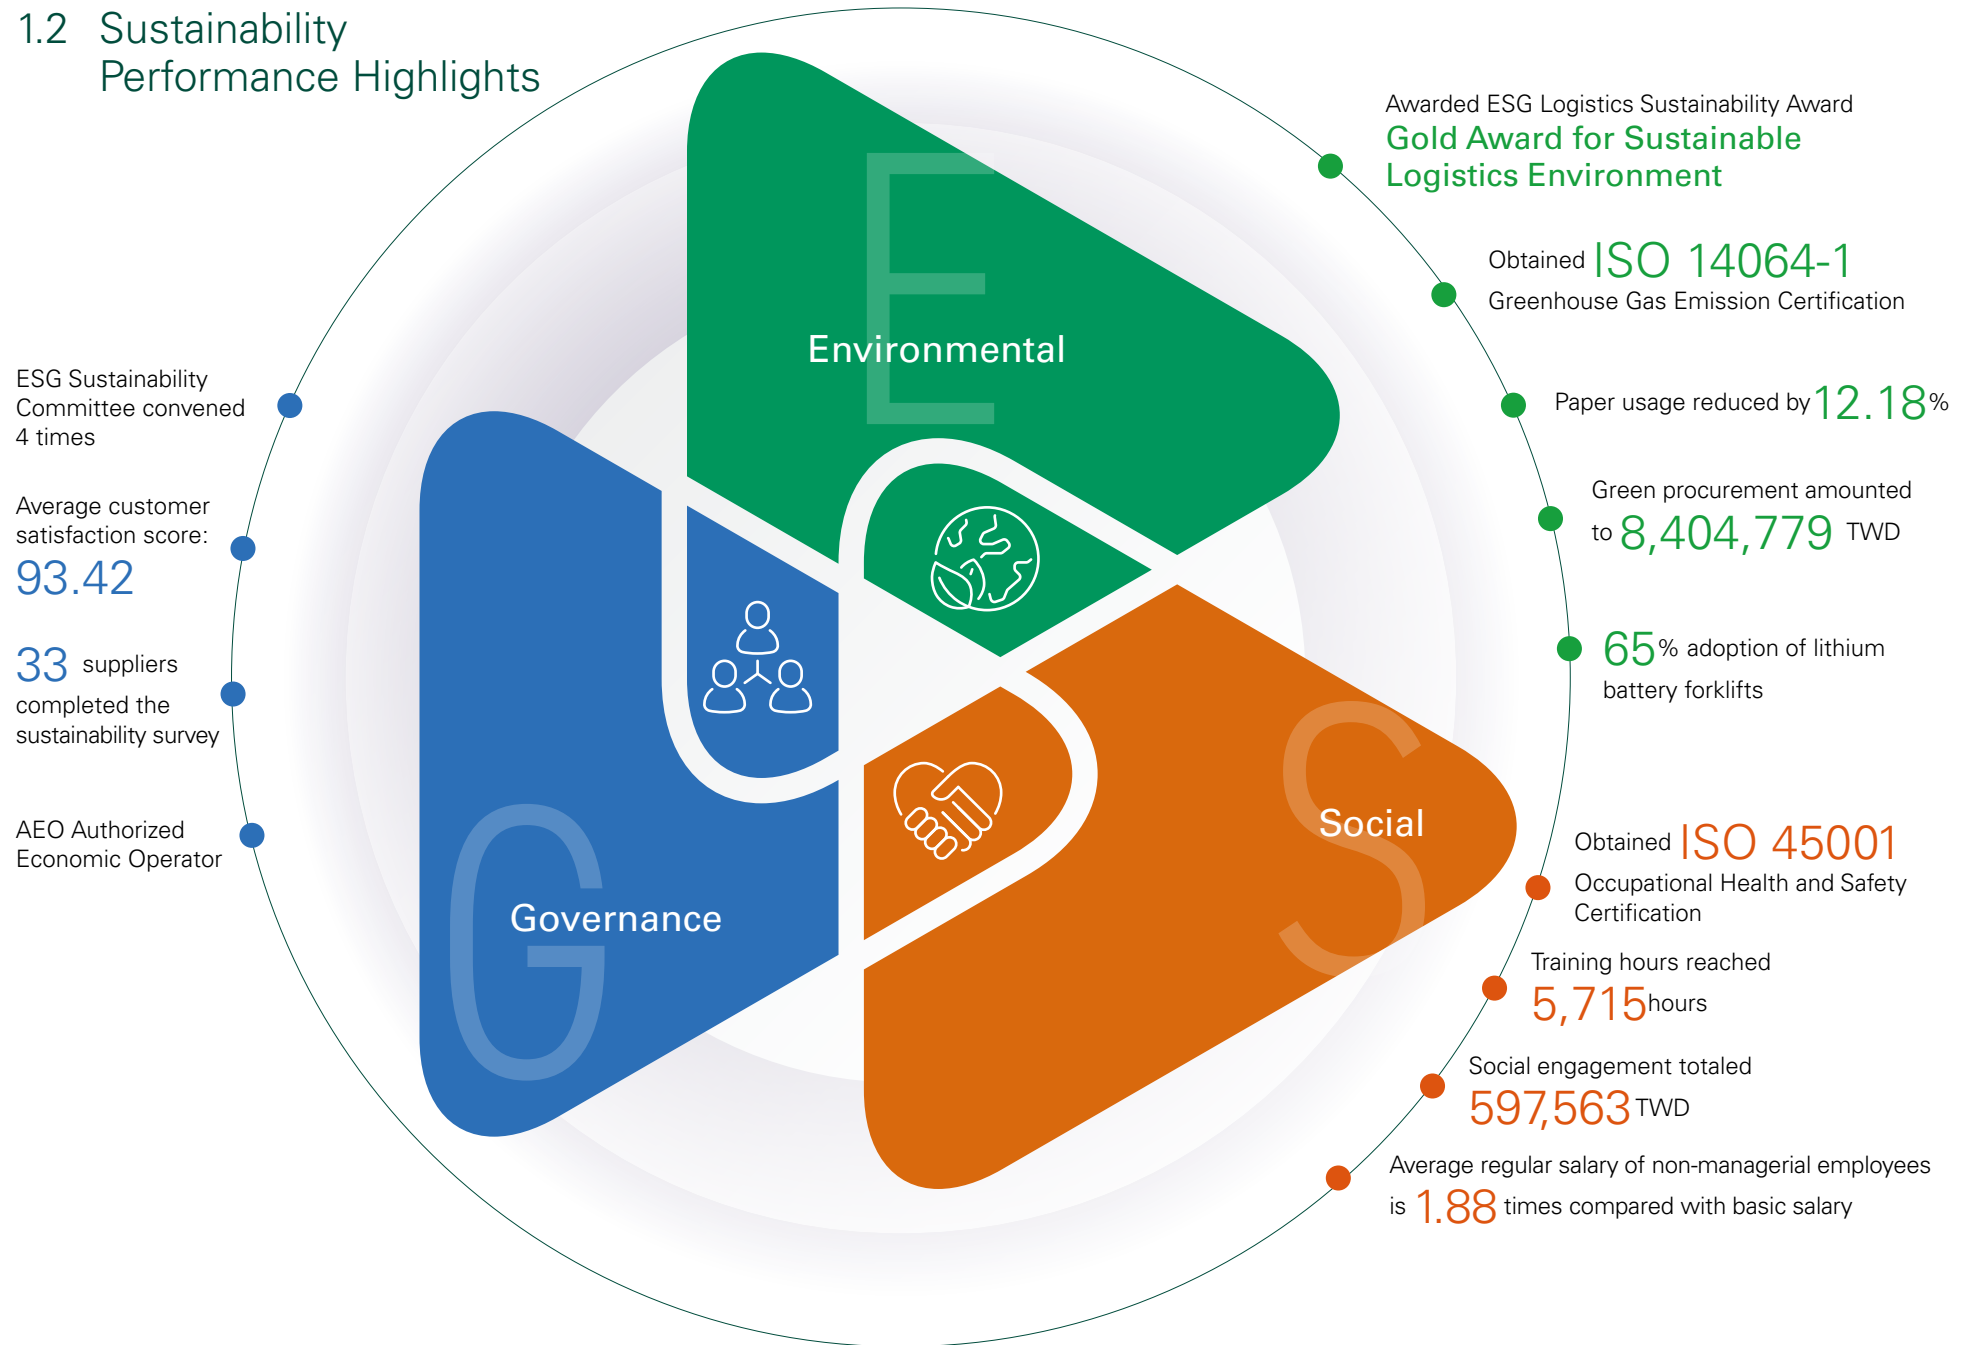 1.2 Sustainability
Performance Highlights
E
Environmental
G
Governance
S
Social
Awarded ESG Logistics Sustainability Award
Gold Award for Sustainable
Logistics Environment
Obtained ISO 14064-1
Greenhouse Gas Emission Certification
Paper usage reduced by 12.18%
Green procurement amounted
to 8,404,779 TWD
65% adoption of lithium
battery forklifts
Obtained ISO 45001
Occupational Health and Safety
Certification
Training hours reached
5,715 hours
Social engagement totaled
597,563 TWD
Average regular salary of non-managerial employees
is 1.88 times compared with basic salary
ESG Sustainability
Committee convened
4 times
Average customer
satisfaction score:
93.42
33 suppliers
completed the
sustainability survey
AEO Authorized
Economic Operator